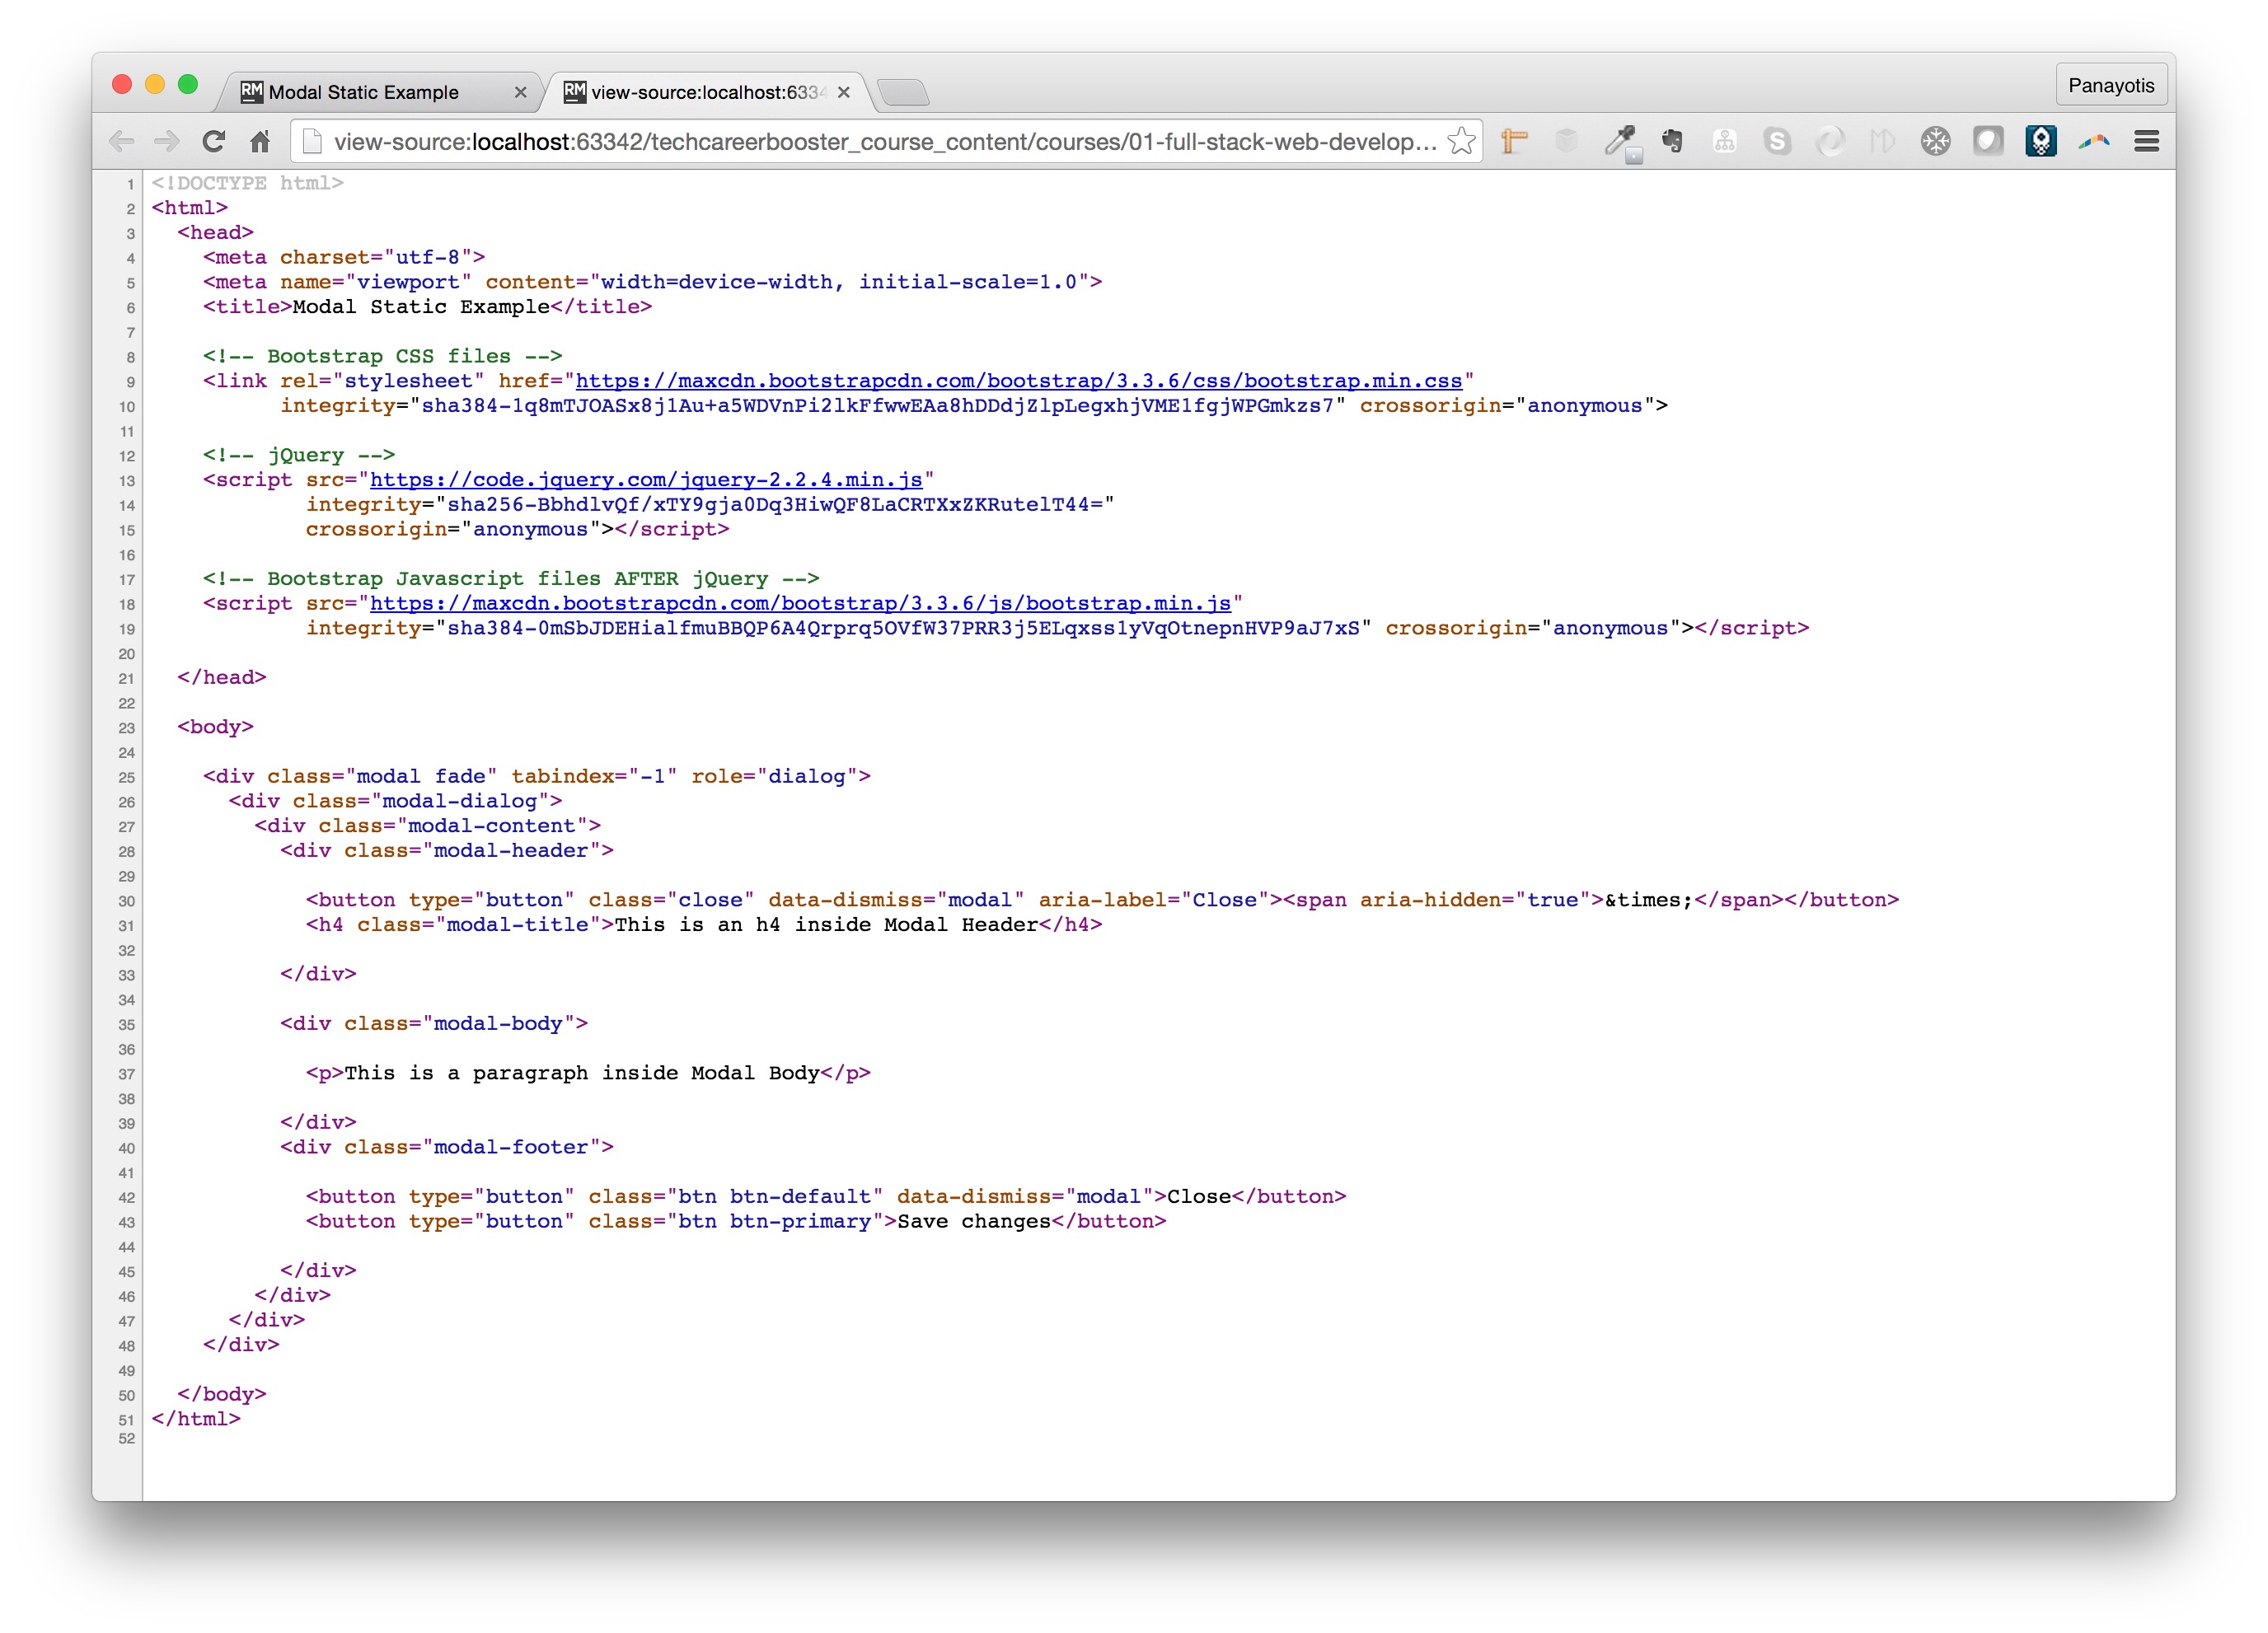 Modal Static Example
view-source:localhost:6334
Panayotis
view-source:localhost:63342/techcareerbooster_course_content/courses/01-full-stack-web-develop...
1 <!DOCTYPE html>
2 <html>
3   <head>
4     <meta charset="utf-8">
5     <meta name="viewport" content="width=device-width, initial-scale=1.0">
6     <title>Modal Static Example</title>
7
8     <!-- Bootstrap CSS files -->
9     <link rel="stylesheet" href="https://maxcdn.bootstrapcdn.com/bootstrap/3.3.6/css/bootstrap.min.css"
10           integrity="sha384-1q8mTJOASx8j1Au+a5WDVnPi2lkFfwwEAa8hDDdjZlpLegxhjVME1fgjWPGmkzs7" crossorigin="anonymous">
11
12     <!-- jQuery -->
13     <script src="https://code.jquery.com/jquery-2.2.4.min.js"
14             integrity="sha256-BbhdlvQf/xTY9gja0Dq3HiwQF8LaCRTXxZKRutelT44="
15             crossorigin="anonymous"></script>
16
17     <!-- Bootstrap Javascript files AFTER jQuery -->
18     <script src="https://maxcdn.bootstrapcdn.com/bootstrap/3.3.6/js/bootstrap.min.js"
19             integrity="sha384-0mSbJDEHialfmuBBQP6A4Qrprq5OVfW37PRR3j5ELqxss1yVqOtnepnHVP9aJ7xS" crossorigin="anonymous"></script>
20
21   </head>
22
23   <body>
24
25     <div class="modal fade" tabindex="-1" role="dialog">
26       <div class="modal-dialog">
27         <div class="modal-content">
28           <div class="modal-header">
29
30             <button type="button" class="close" data-dismiss="modal" aria-label="Close"><span aria-hidden="true">&times;</span></button>
31             <h4 class="modal-title">This is an h4 inside Modal Header</h4>
32
33           </div>
34
35           <div class="modal-body">
36
37             <p>This is a paragraph inside Modal Body</p>
38
39           </div>
40           <div class="modal-footer">
41
42             <button type="button" class="btn btn-default" data-dismiss="modal">Close</button>
43             <button type="button" class="btn btn-primary">Save changes</button>
44
45           </div>
46         </div>
47       </div>
48     </div>
49
50   </body>
51 </html>
52